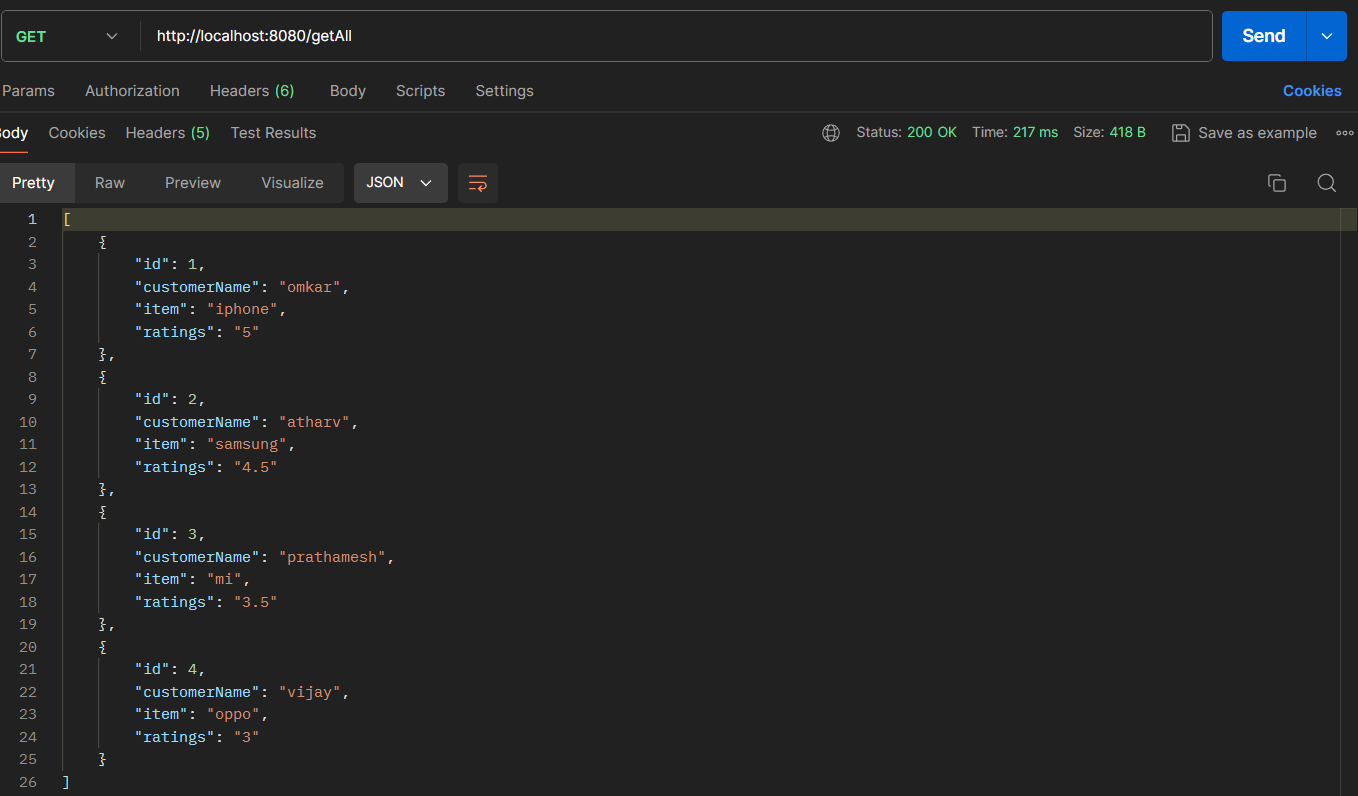 GET http://localhost:8080/getAll Send
Params Authorization Headers (6) Body Scripts Settings Cookies
Body Cookies Headers (5) Test Results Status: 200 OK Time: 217 ms Size: 418 B Save as example
Pretty Raw Preview Visualize JSON
1 [
2 {
3 "id": 1,
4 "customerName": "omkar",
5 "item": "iphone",
6 "ratings": "5"
7 },
8 {
9 "id": 2,
10 "customerName": "atharv",
11 "item": "samsung",
12 "ratings": "4.5"
13 },
14 {
15 "id": 3,
16 "customerName": "prathamesh",
17 "item": "mi",
18 "ratings": "3.5"
19 },
20 {
21 "id": 4,
22 "customerName": "vijay",
23 "item": "oppo",
24 "ratings": "3"
25 }
26 ]